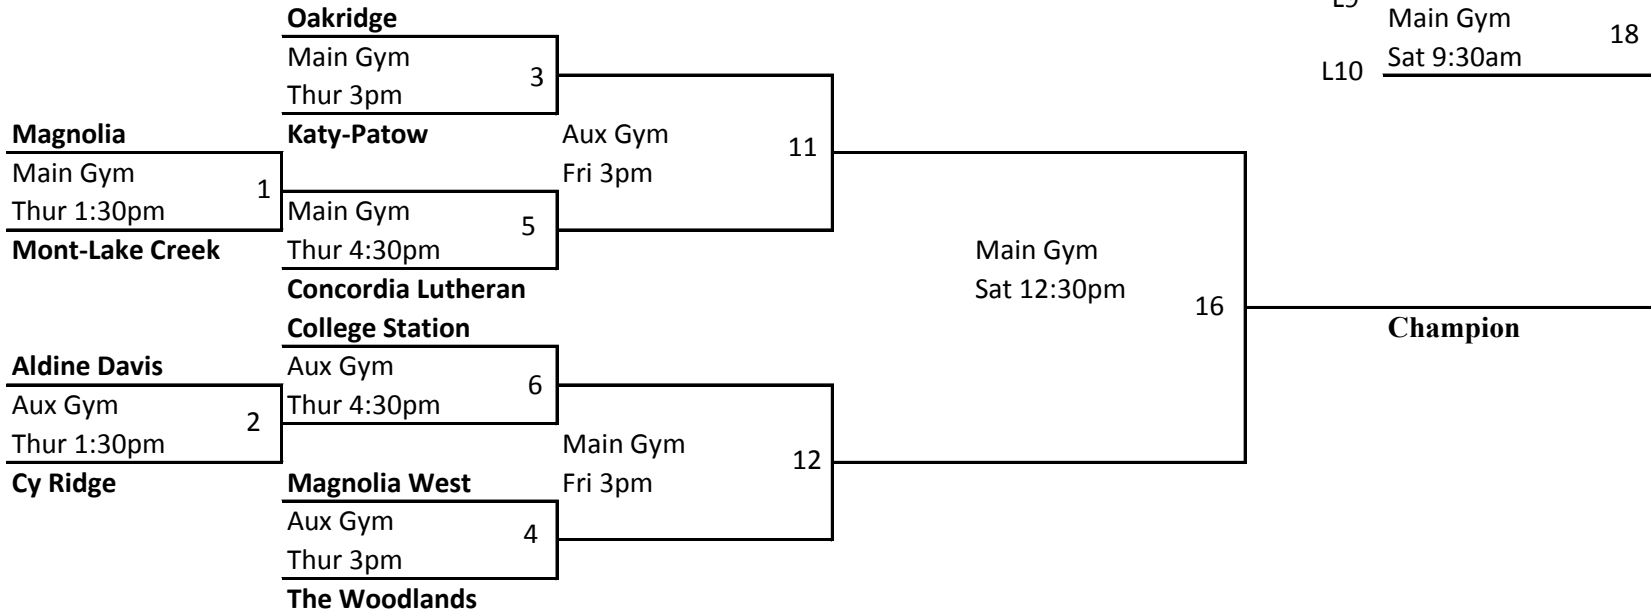 Oakridge
Main Gym
Thur 3pm
3
Katy-Patow
Magnolia
Main Gym
Thur 1:30pm
1
Mont-Lake Creek
Main Gym
Thur 4:30pm
5
Concordia Lutheran
Aux Gym
Fri 3pm
11
College Station
Aux Gym
Thur 4:30pm
6
Aldine Davis
Aux Gym
Thur 1:30pm
2
Cy Ridge
Magnolia West
Aux Gym
Thur 3pm
4
The Woodlands
Main Gym
Fri 3pm
12
Main Gym
Sat 12:30pm
16
Champion
Main Gym
Sat 9:30am
18
L10